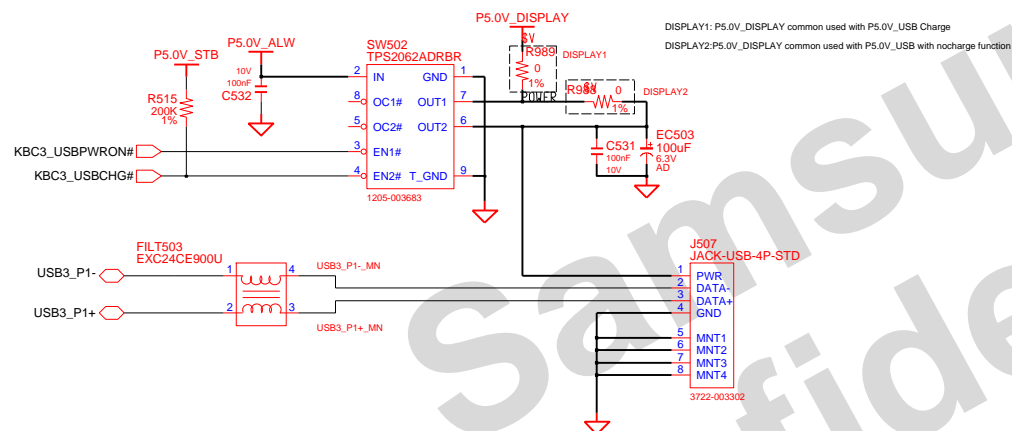 P5.0V_DISPLAY
DISPLAY1: P5.0V_DISPLAY common used with P5.0V_USB Charge
DISPLAY2:P5.0V_DISPLAY common used with P5.0V_USB with nocharge function
P5.0V_STB
P5.0V_ALW
10V
100nF
C532
R515
200K
1%
SW502
TPS2062ADRBR
2 IN GND 1
8 OC1# OUT1 7
5 OC2# OUT2 6
3 EN1#
4 EN2# T_GND 9
1205-003683
R989
0
1%
DISPLAY1
POWER
R988
0
1%
DISPLAY2
C531
100nF
10V
EC503
100uF
6.3V
AD
KBC3_USBPWRON#
KBC3_USBCHG#
FILT503
EXC24CE900U
USB3_P1-
USB3_P1+
1 4
2 3
USB3_P1-_MN
USB3_P1+_MN
J507
JACK-USB-4P-STD
1 PWR
2 DATA-
3 DATA+
4 GND
5 MNT1
6 MNT2
7 MNT3
8 MNT4
3722-003302